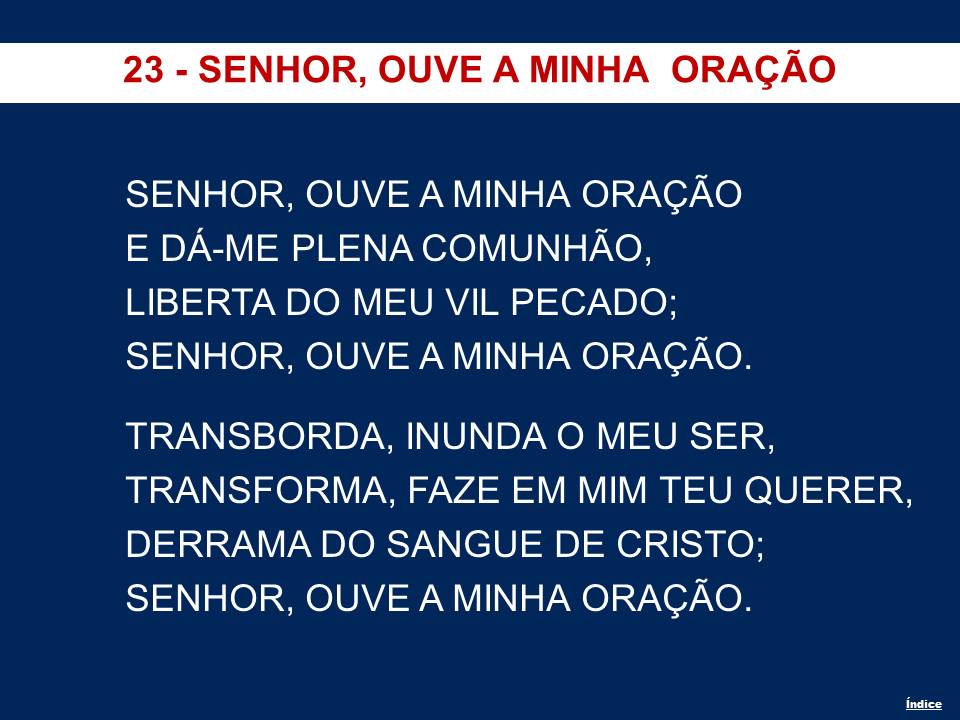 23 - SENHOR, OUVE A MINHA ORAÇÃO
SENHOR, OUVE A MINHA ORAÇÃO
E DÁ-ME PLENA COMUNHÃO,
LIBERTA DO MEU VIL PECADO;
SENHOR, OUVE A MINHA ORAÇÃO.
TRANSBORDA, INUNDA O MEU SER,
TRANSFORMA, FAZE EM MIM TEU QUERER,
DERRAMA DO SANGUE DE CRISTO;
SENHOR, OUVE A MINHA ORAÇÃO.
Índice